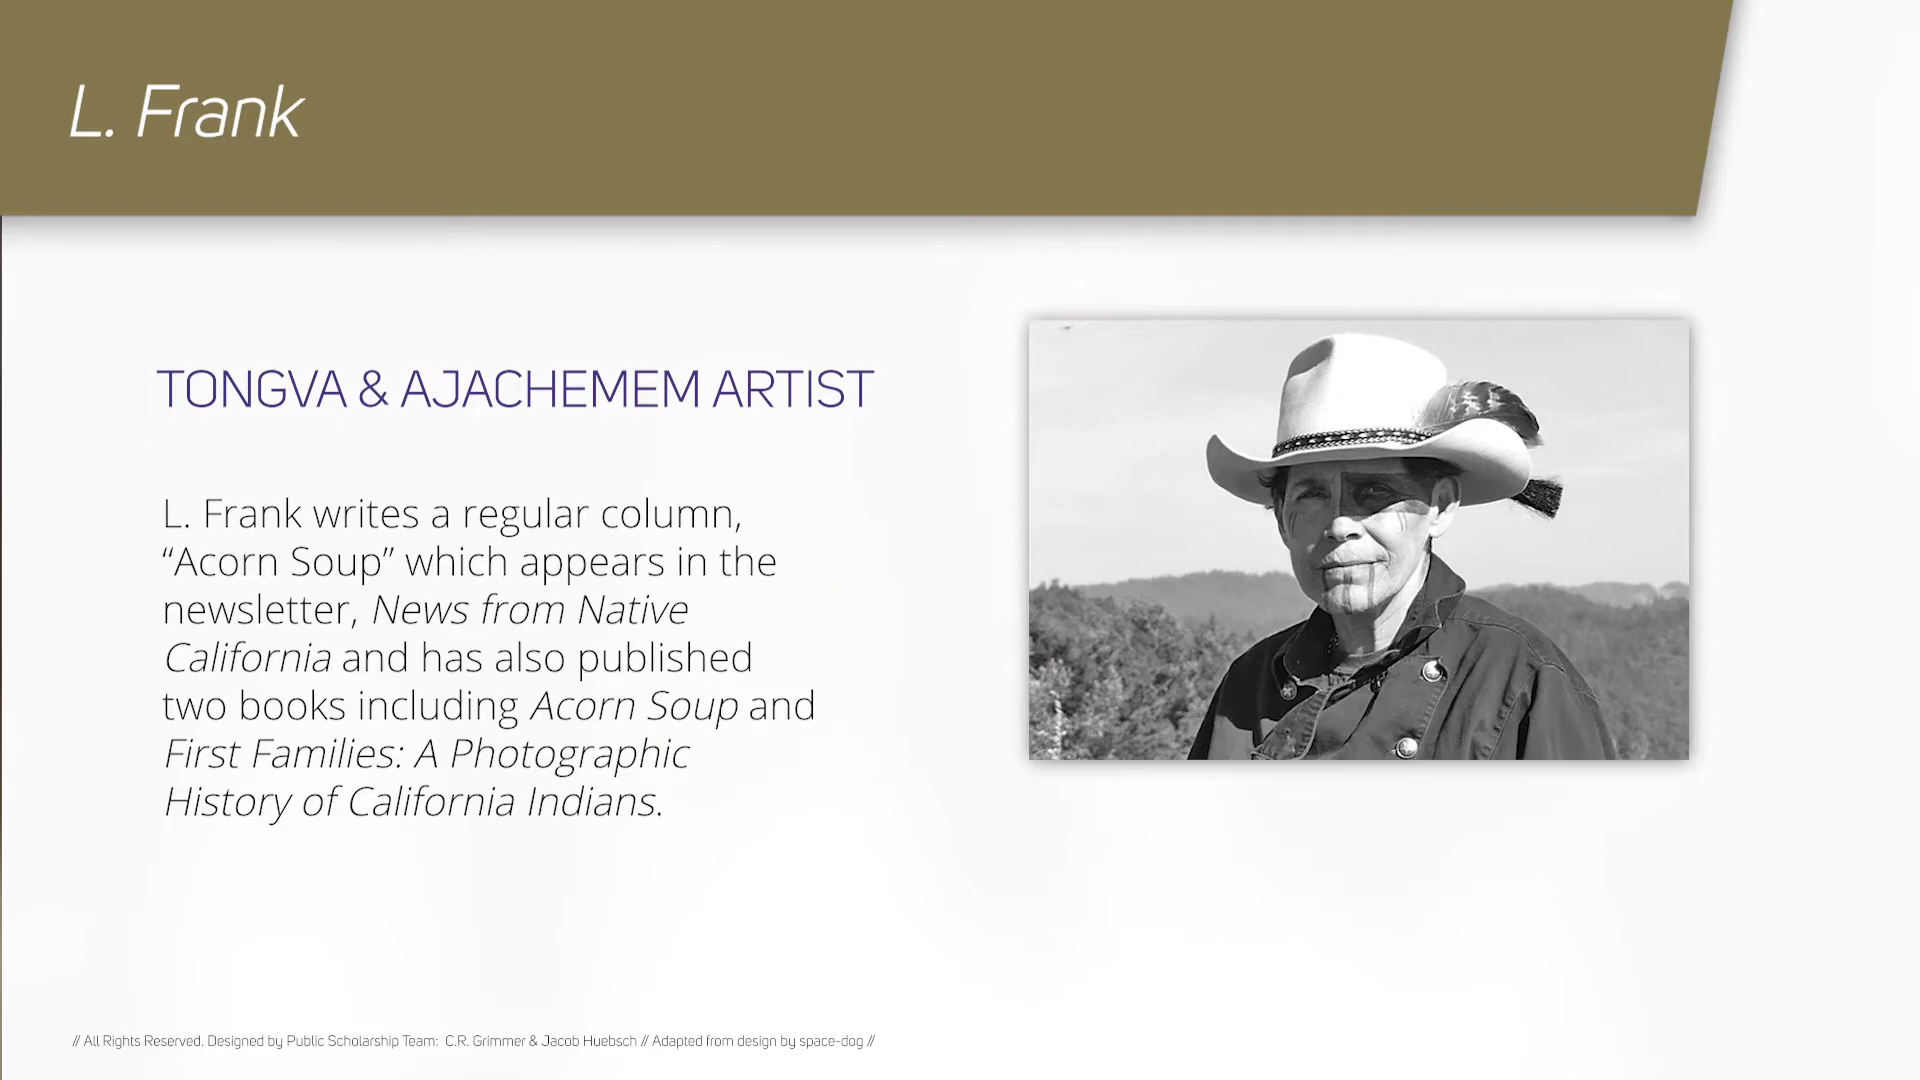 L. Frank
TONGVA & AJACHEMEM ARTIST
L. Frank writes a regular column,
“Acorn Soup” which appears in the
newsletter, News from Native
California and has also published
two books including Acorn Soup and
First Families: A Photographic
History of California Indians.
// All Rights Reserved. Designed by Public Scholarship Team: C.R. Grimmer & Jacob Huebsch // Adapted from design by space-dog //